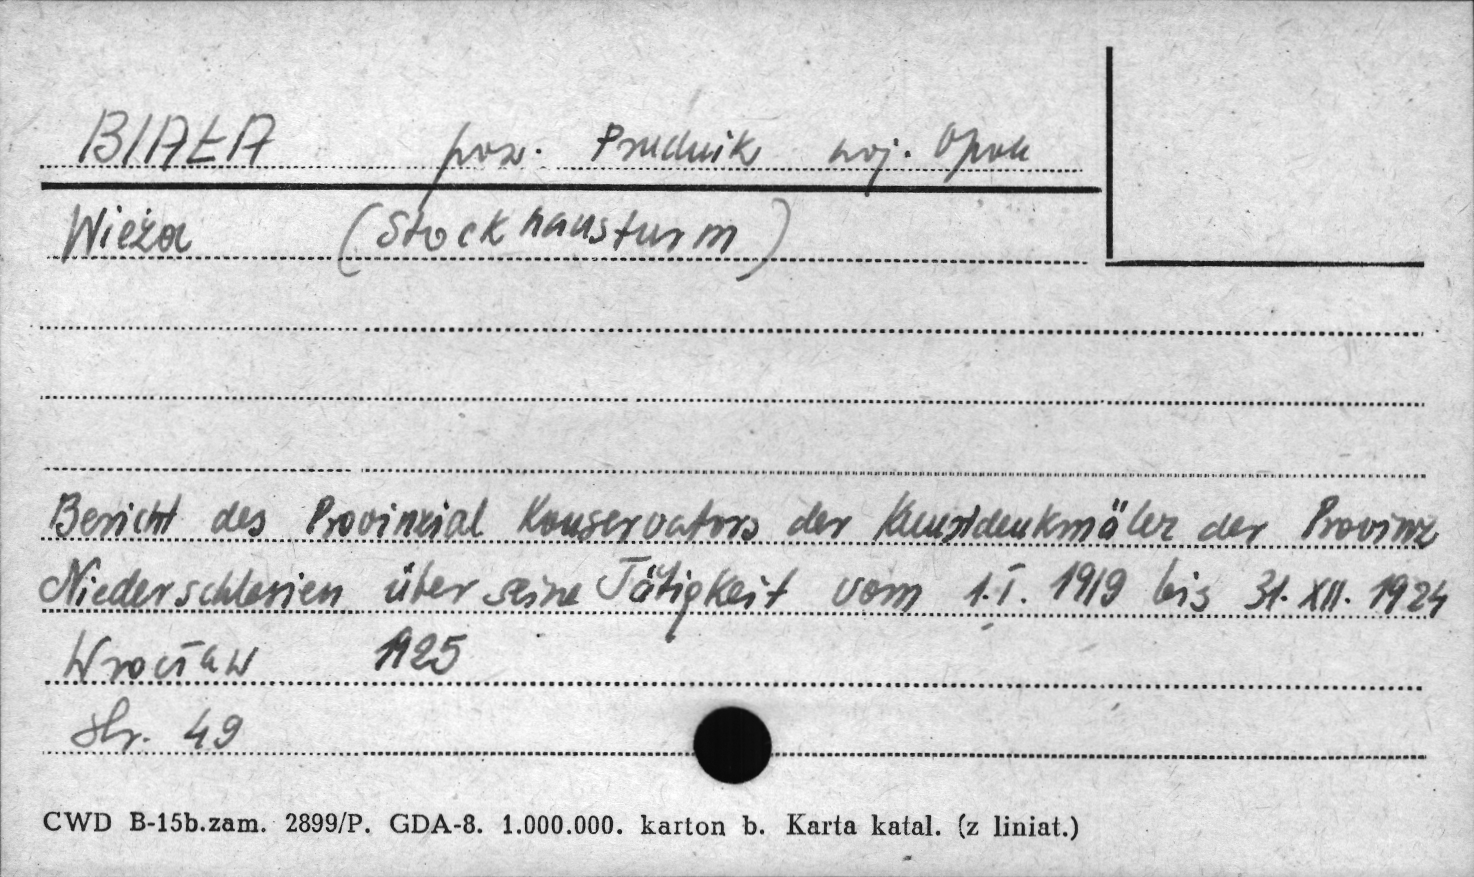 BIAŁA pow. Prudnik woj. Opole
Wieża (Stockhausturm)
Bericht des Provinzial Konservators der Kunstdenkmäler der Provinz
Niederschlesien über seine Tätigkeit vom 1.I. 1919 bis 31.XII.1924
Wrocław 1925
Str. 49
CWD B-15b.zam. 2899/P. GDA-8. 1.000.000. karton b. Karta katal. (z liniat.)